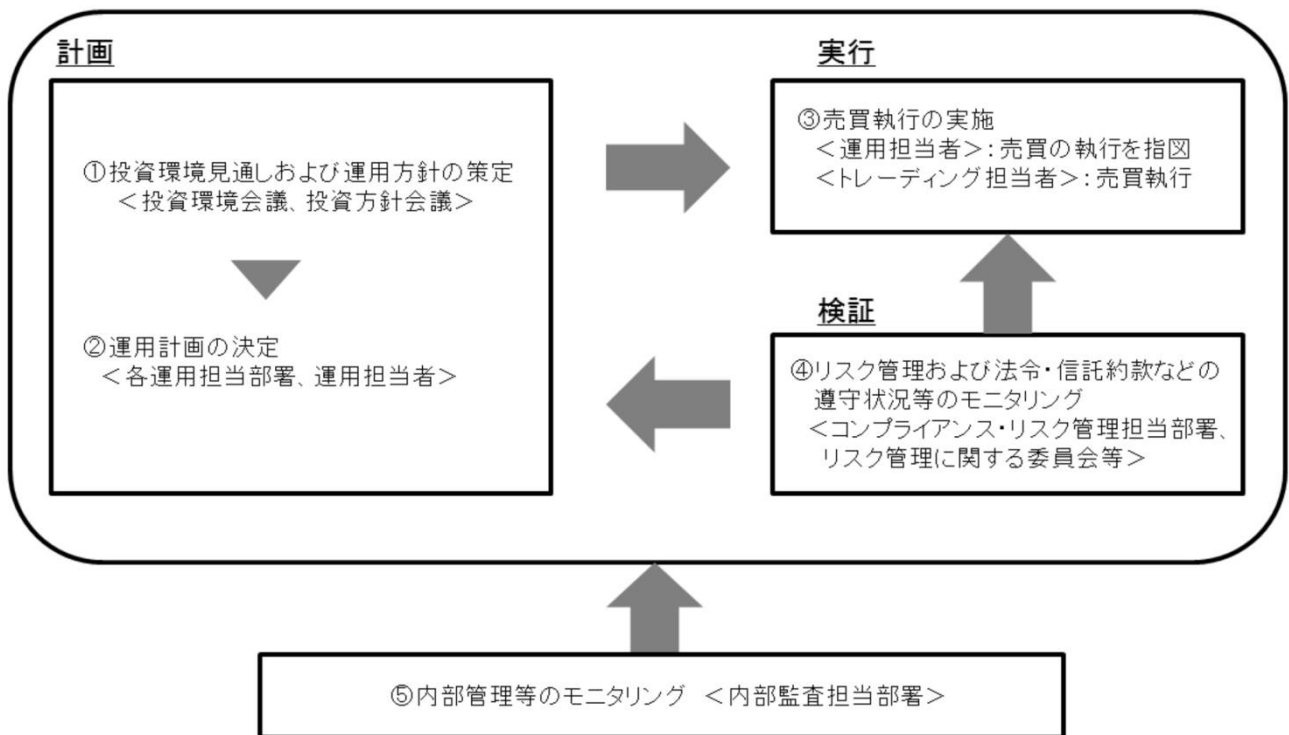 計画
①投資環境見通しおよび運用方針の策定
＜投資環境会議、投資方針会議＞
②運用計画の決定
＜各運用担当部署、運用担当者＞
実行
③売買執行の実施
＜運用担当者＞：売買の執行を指図
＜トレーディング担当者＞：売買執行
検証
④リスク管理および法令・信託約款などの
遵守状況等のモニタリング
＜コンプライアンス・リスク管理担当部署、
リスク管理に関する委員会等＞
⑤内部管理等のモニタリング ＜内部監査担当部署＞